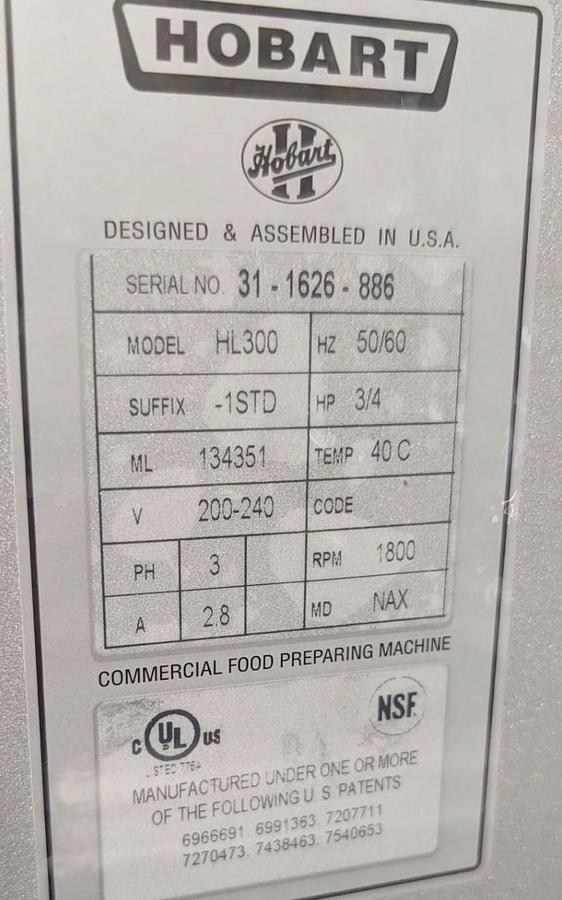 HOBART
Hobart
DESIGNED & ASSEMBLED IN U.S.A.
SERIAL NO. 31 - 1626 - 886
MODEL HL300 HZ 50/60
SUFFIX -1STD HP 3/4
ML 134351 TEMP 40 C
V 200-240 CODE
PH 3 RPM 1800
A 2.8 MD NAX
COMMERCIAL FOOD PREPARING MACHINE
C UL US NSF
LISTED 776A
MANUFACTURED UNDER ONE OR MORE
OF THE FOLLOWING U S PATENTS
6966691. 6991363. 7207711
7270473. 7438463. 7540653